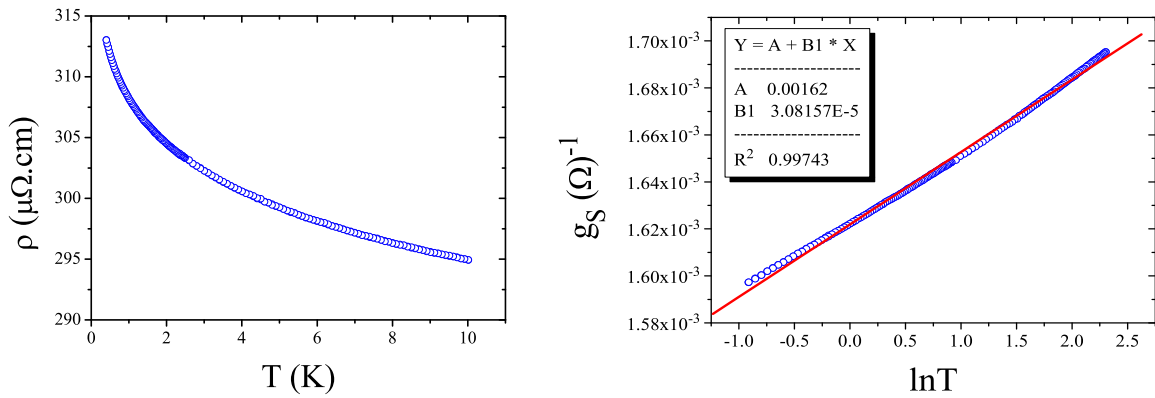 315
310
305
300
295
290
0
2
4
6
8
10
ρ (μΩ.cm)
T (K)
1.70x10⁻³
1.68x10⁻³
1.66x10⁻³
1.64x10⁻³
1.62x10⁻³
1.60x10⁻³
1.58x10⁻³
-1.0
-0.5
0.0
0.5
1.0
1.5
2.0
2.5
g_S (Ω)⁻¹
lnT
Y = A + B1 * X
--------------------------
A 0.00162
B1 3.08157E-5
--------------------------
R² 0.99743